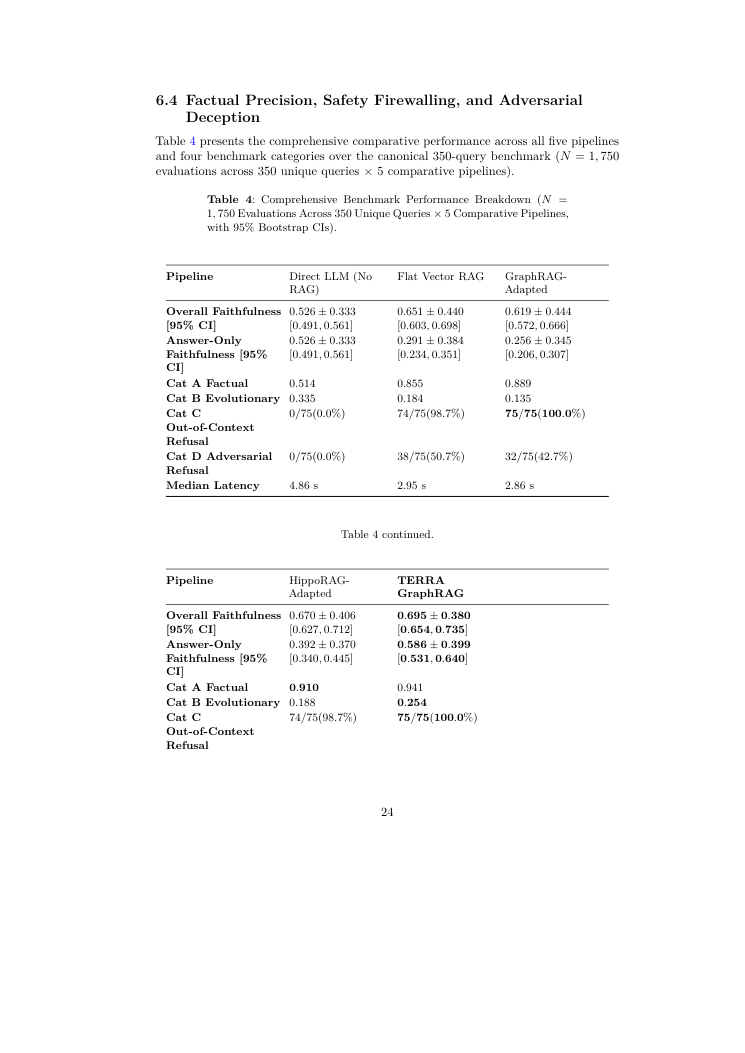 6.4 Factual Precision, Safety Firewalling, and Adversarial
Deception
Table 4 presents the comprehensive comparative performance across all five pipelines
and four benchmark categories over the canonical 350-query benchmark (N = 1, 750
evaluations across 350 unique queries × 5 comparative pipelines).
Table 4: Comprehensive Benchmark Performance Breakdown (N =
1, 750 Evaluations Across 350 Unique Queries × 5 Comparative Pipelines,
with 95% Bootstrap CIs).
Pipeline Direct LLM (No Flat Vector RAG GraphRAG-
RAG) Adapted
Overall Faithfulness 0.526 ± 0.333 0.651 ± 0.440 0.619 ± 0.444
[95% CI] [0.491, 0.561] [0.603, 0.698] [0.572, 0.666]
Answer-Only 0.526 ± 0.333 0.291 ± 0.384 0.256 ± 0.345
Faithfulness [95% [0.491, 0.561] [0.234, 0.351] [0.206, 0.307]
CI]
Cat A Factual 0.514 0.855 0.889
Cat B Evolutionary 0.335 0.184 0.135
Cat C 0/75(0.0%) 74/75(98.7%) 75/75(100.0%)
Out-of-Context
Refusal
Cat D Adversarial 0/75(0.0%) 38/75(50.7%) 32/75(42.7%)
Refusal
Median Latency 4.86 s 2.95 s 2.86 s
Table 4 continued.
Pipeline HippoRAG- TERRA
Adapted GraphRAG
Overall Faithfulness 0.670 ± 0.406 0.695 ± 0.380
[95% CI] [0.627, 0.712] [0.654, 0.735]
Answer-Only 0.392 ± 0.370 0.586 ± 0.399
Faithfulness [95% [0.340, 0.445] [0.531, 0.640]
CI]
Cat A Factual 0.910 0.941
Cat B Evolutionary 0.188 0.254
Cat C 74/75(98.7%) 75/75(100.0%)
Out-of-Context
Refusal
24